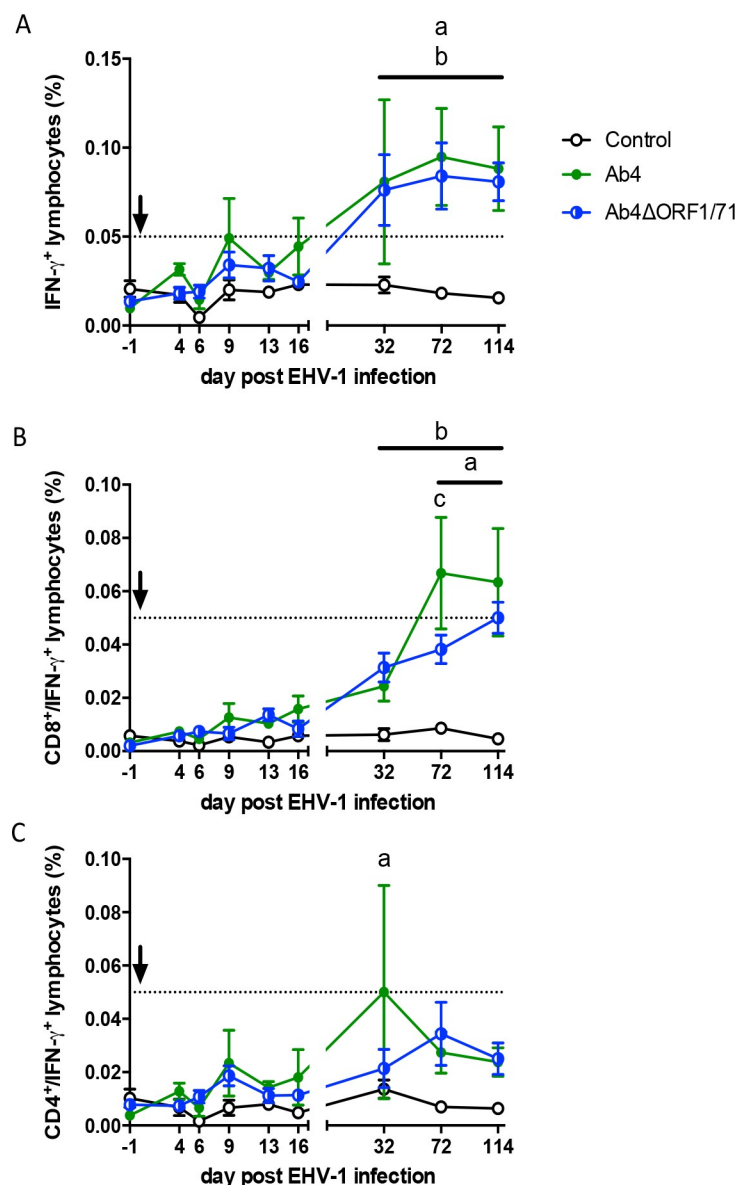 A
a
b
IFN-γ⁺ lymphocytes (%)
0.15
0.10
0.05
0.00
-1 4 6 9 13 16 32 72 114
day post EHV-1 infection
Control
Ab4
Ab4ΔORF1/71
B
b
a
c
CD8⁺/IFN-γ⁺ lymphocytes (%)
0.10
0.08
0.06
0.04
0.02
0.00
-1 4 6 9 13 16 32 72 114
day post EHV-1 infection
C
a
CD4⁺/IFN-γ⁺ lymphocytes (%)
0.10
0.08
0.06
0.04
0.02
0.00
-1 4 6 9 13 16 32 72 114
day post EHV-1 infection